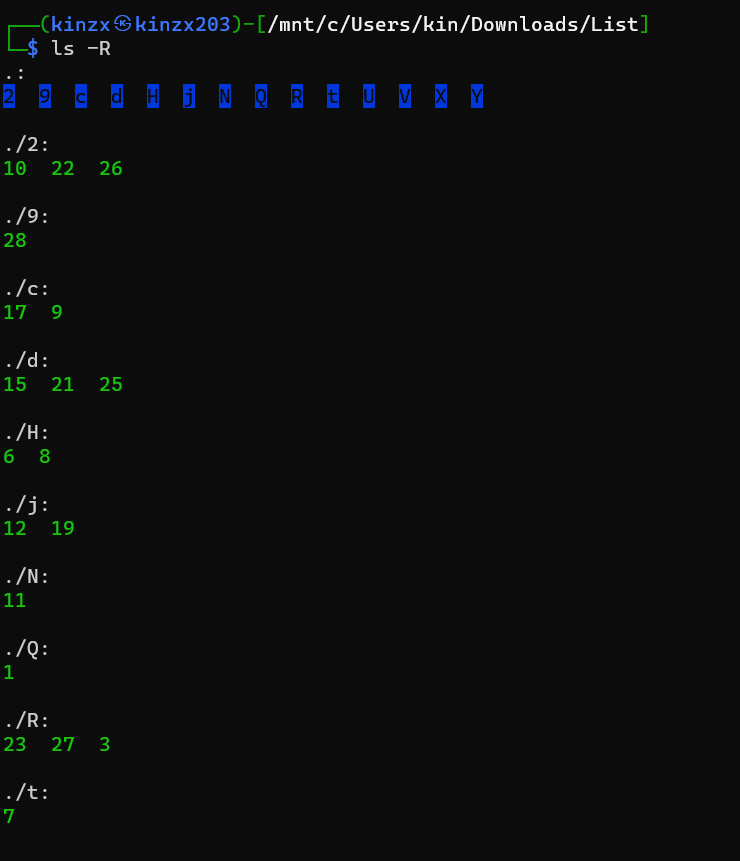 ┌──(kinzx㉿kinzx203)-[/mnt/c/Users/kin/Downloads/List]
└─$ ls -R
.:
2  9  c  d  H  j  N  Q  R  t  U  V  X  Y
./2:
10  22  26
./9:
28
./c:
17  9
./d:
15  21  25
./H:
6  8
./j:
12  19
./N:
11
./Q:
1
./R:
23  27  3
./t:
7